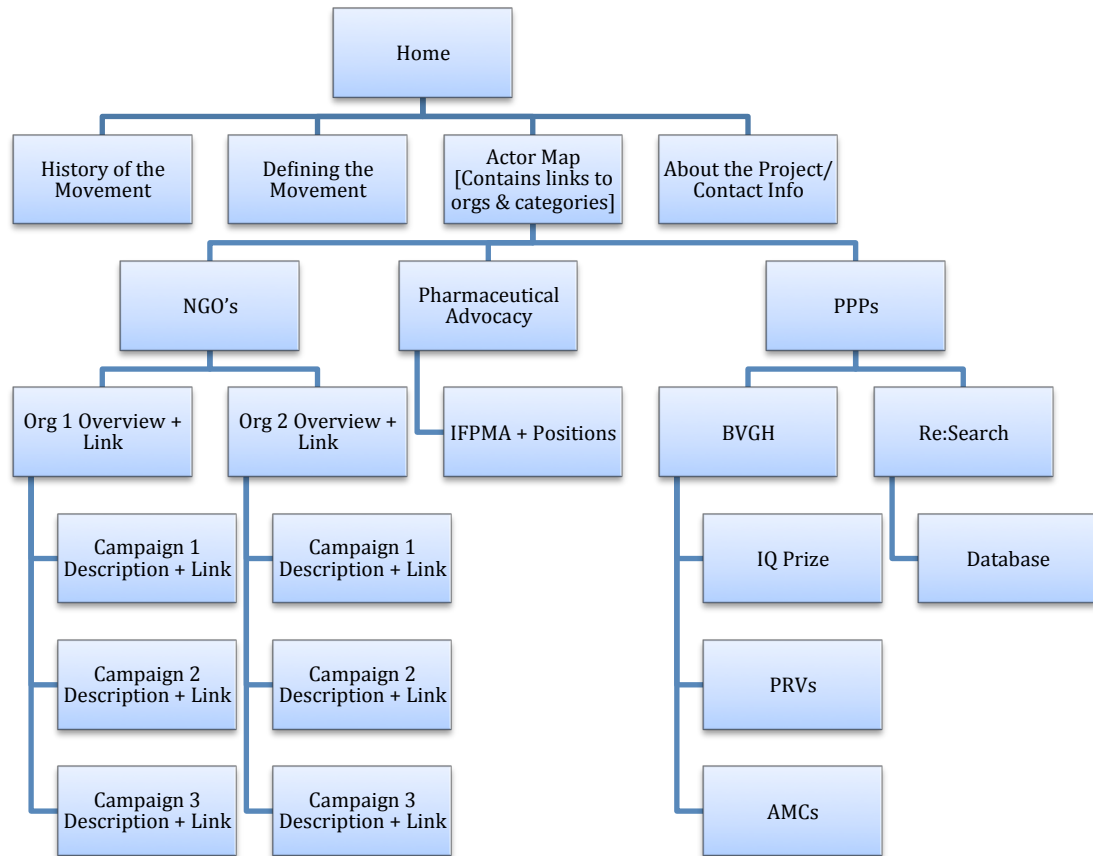 Home
History of the
Movement
Defining the
Movement
Actor Map
[Contains links to
orgs & categories]
About the Project/
Contact Info
NGO’s
Pharmaceutical
Advocacy
PPPs
Org 1 Overview +
Link
Org 2 Overview +
Link
IFPMA + Positions
BVGH
Re:Search
Campaign 1
Description + Link
Campaign 1
Description + Link
IQ Prize
Database
Campaign 2
Description + Link
Campaign 2
Description + Link
PRVs
Campaign 3
Description + Link
Campaign 3
Description + Link
AMCs